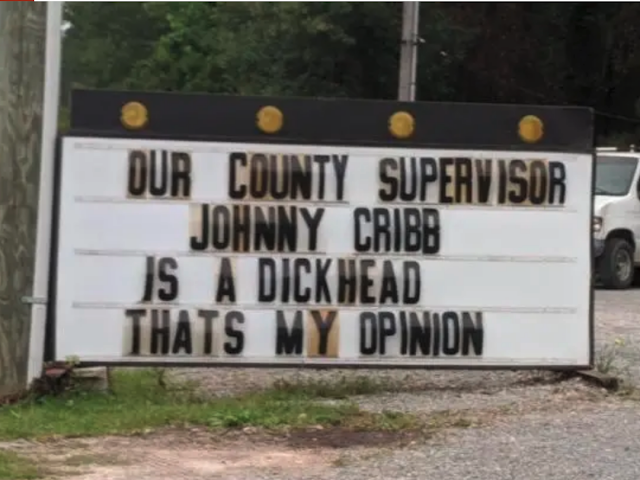 OUR COUNTY SUPERVISOR
JOHNNY CRIBB
IS A DICKHEAD
THATS MY OPINION